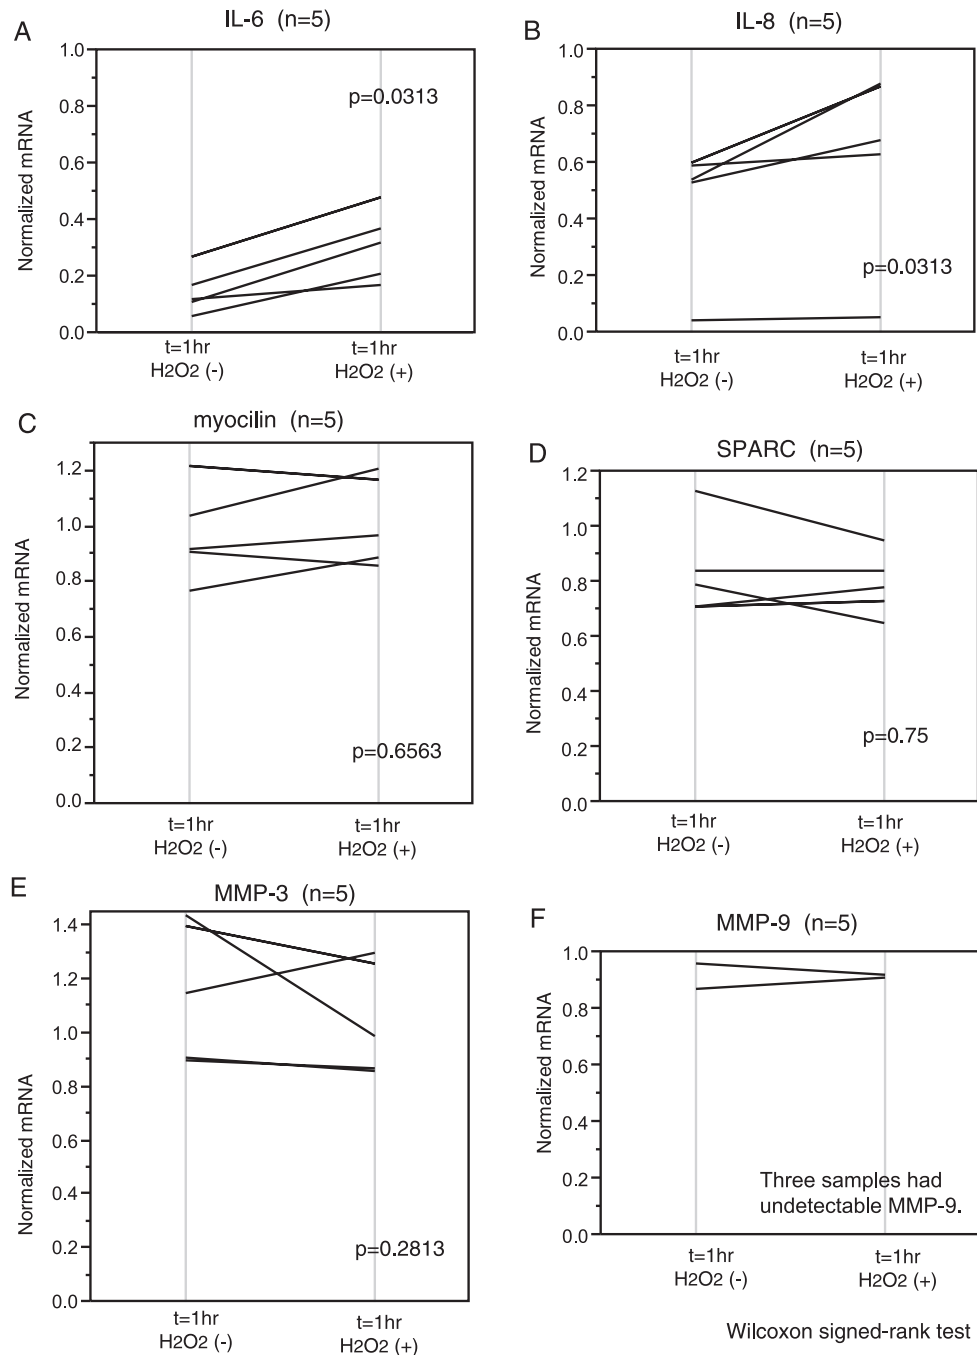 A
IL-6 (n=5)
Normalized mRNA
1.0
0.8
0.6
0.4
0.2
0.0
p=0.0313
t=1hr
H2O2 (-)
t=1hr
H2O2 (+)
B
IL-8 (n=5)
Normalized mRNA
1.0
0.8
0.6
0.4
0.2
0.0
p=0.0313
t=1hr
H2O2 (-)
t=1hr
H2O2 (+)
C
myocilin (n=5)
Normalized mRNA
1.2
1.0
0.8
0.6
0.4
0.2
0.0
p=0.6563
t=1hr
H2O2 (-)
t=1hr
H2O2 (+)
D
SPARC (n=5)
Normalized mRNA
1.2
1.0
0.8
0.6
0.4
0.2
0.0
p=0.75
t=1hr
H2O2 (-)
t=1hr
H2O2 (+)
E
MMP-3 (n=5)
Normalized mRNA
1.4
1.2
1.0
0.8
0.6
0.4
0.2
0.0
p=0.2813
t=1hr
H2O2 (-)
t=1hr
H2O2 (+)
F
MMP-9 (n=5)
Normalized mRNA
1.0
0.8
0.6
0.4
0.2
0.0
Three samples had
undetectable MMP-9.
t=1hr
H2O2 (-)
t=1hr
H2O2 (+)
Wilcoxon signed-rank test